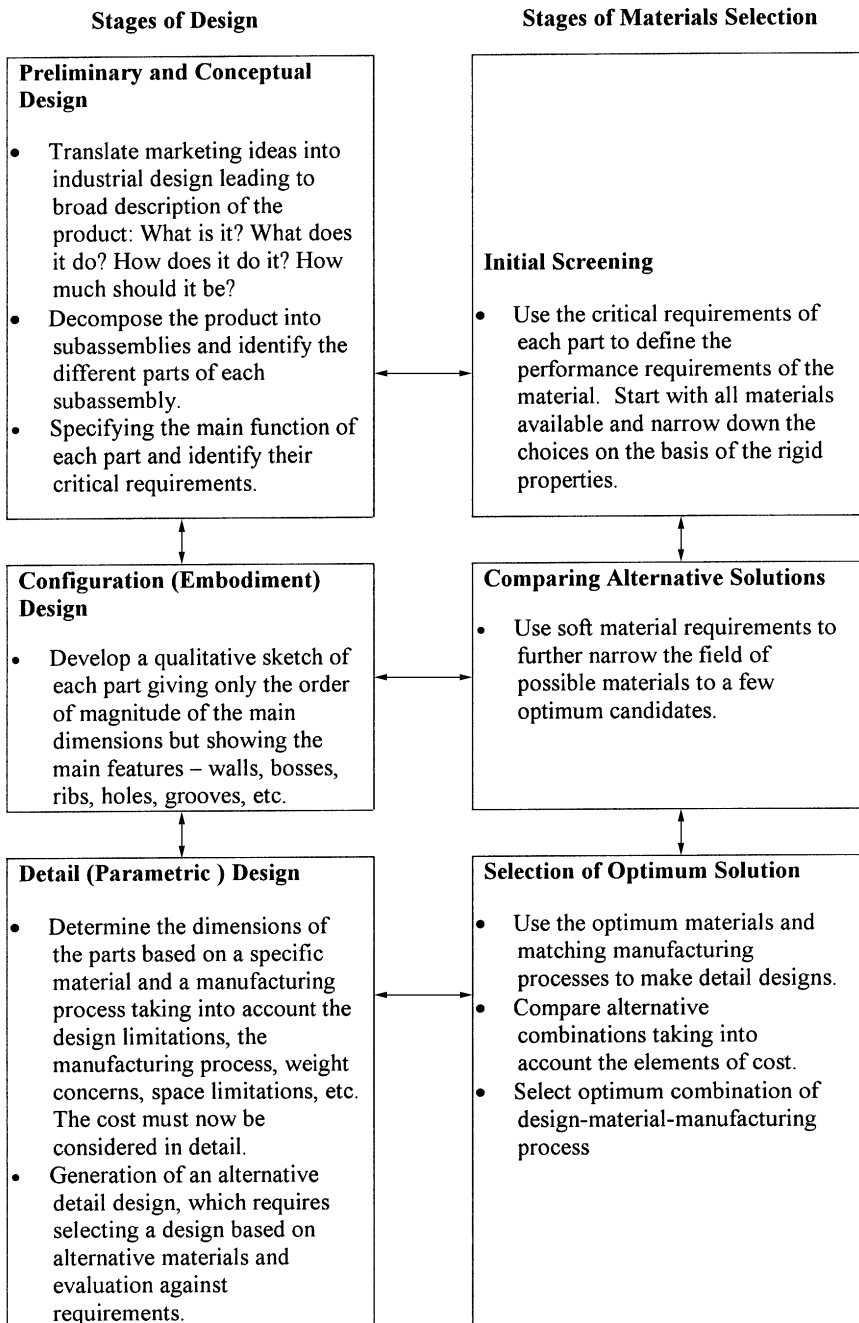 Stages of Design
Stages of Materials Selection
Preliminary and Conceptual
Design
• Translate marketing ideas into
industrial design leading to
broad description of the
product: What is it? What does
it do? How does it do it? How
much should it be?
• Decompose the product into
subassemblies and identify the
different parts of each
subassembly.
• Specifying the main function of
each part and identify their
critical requirements.
Initial Screening
• Use the critical requirements of
each part to define the
performance requirements of the
material. Start with all materials
available and narrow down the
choices on the basis of the rigid
properties.
Configuration (Embodiment)
Design
• Develop a qualitative sketch of
each part giving only the order
of magnitude of the main
dimensions but showing the
main features – walls, bosses,
ribs, holes, grooves, etc.
Comparing Alternative Solutions
• Use soft material requirements to
further narrow the field of
possible materials to a few
optimum candidates.
Detail (Parametric ) Design
• Determine the dimensions of
the parts based on a specific
material and a manufacturing
process taking into account the
design limitations, the
manufacturing process, weight
concerns, space limitations, etc.
The cost must now be
considered in detail.
• Generation of an alternative
detail design, which requires
selecting a design based on
alternative materials and
evaluation against
requirements.
Selection of Optimum Solution
• Use the optimum materials and
matching manufacturing
processes to make detail designs.
• Compare alternative
combinations taking into
account the elements of cost.
• Select optimum combination of
design-material-manufacturing
process